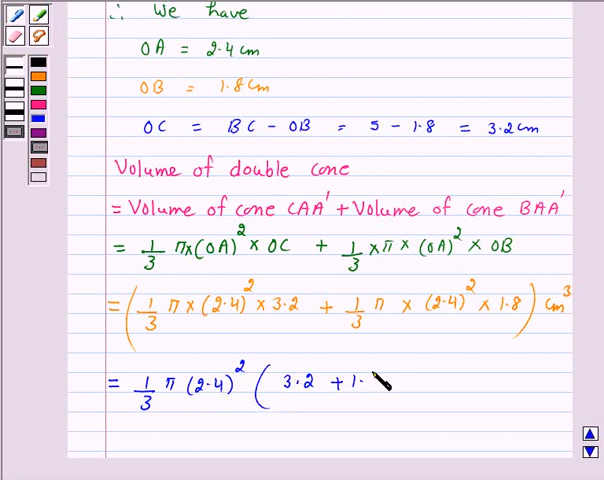 ∴ We have
OA = 2.4 cm
OB = 1.8 cm
OC = BC - OB = 5 - 1.8 = 3.2 cm
Volume of double cone
= Volume of cone CAA' + Volume of cone BAA'
= 1/3 π×(OA)² × OC + 1/3 × π × (OA)² × OB
= (1/3 π × (2.4)² × 3.2 + 1/3 π × (2.4)² × 1.8) cm³
= 1/3 π (2.4)² ( 3.2 + 1.